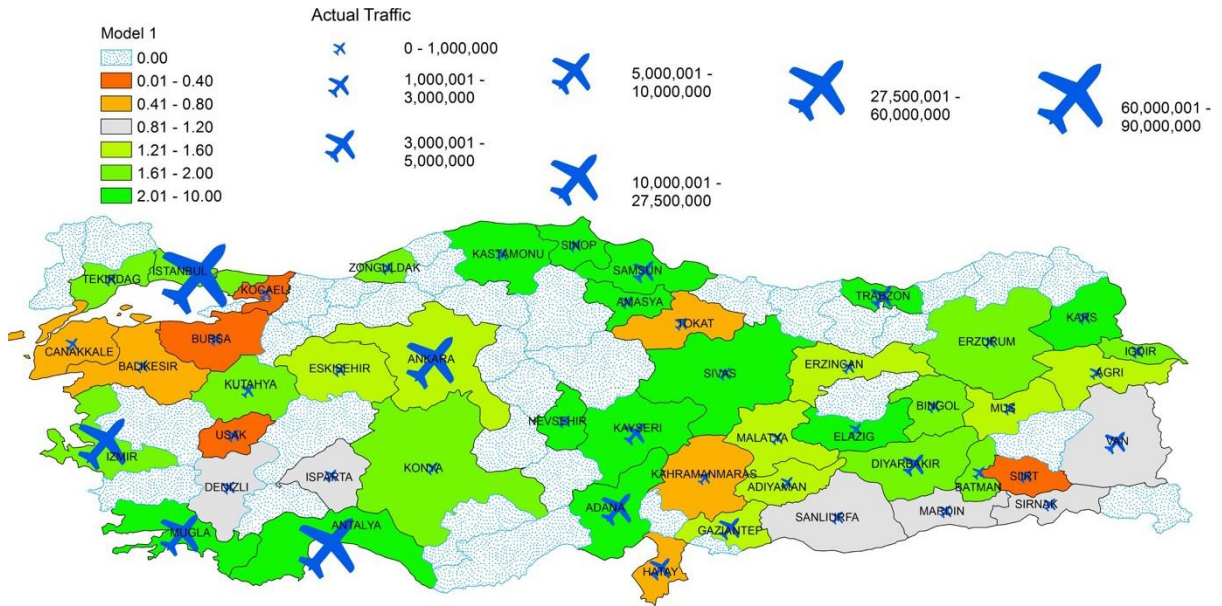 Actual Traffic
Model 1
0.00
0.01 - 0.40
0.41 - 0.80
0.81 - 1.20
1.21 - 1.60
1.61 - 2.00
2.01 - 10.00
0 - 1,000,000
1,000,001 -
3,000,000
3,000,001 -
5,000,000
5,000,001 -
10,000,000
10,000,001 -
27,500,000
27,500,001 -
60,000,000
60,000,001 -
90,000,000
TEKIRDAG
ISTANBUL
KOCAELI
ZONGULDAK
KASTAMONU
SINOP
SAMSUN
AMASYA
TOKAT
TRABZON
KARS
CANAKKALE
BALIKESIR
BURSA
ESKISEHIR
ANKARA
KUTAHYA
SIVAS
ERZINCAN
ERZURUM
IGDIR
AGRI
IZMIR
USAK
NEVSEHIR
KAYSERI
MALATYA
ELAZIG
BINGOL
MUS
VAN
DENIZLI
ISPARTA
KONYA
KAHRAMANMARAS
ADIYAMAN
DIYARBAKIR
BATMAN
SIIRT
MUGLA
ANTALYA
ADANA
GAZIANTEP
SANLIURFA
MARDIN
SIRNAK
HATAY